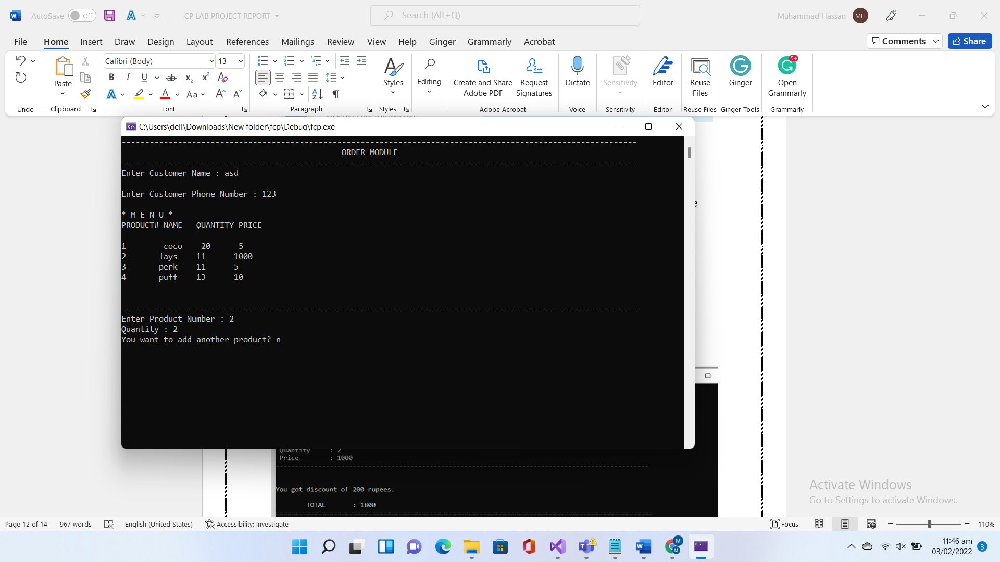 AutoSave Off CP LAB PROJECT REPORT Search (Alt+Q) Muhammad Hassan MH
File Home Insert Draw Design Layout References Mailings Review View Help Ginger Grammarly Acrobat Comments Share
Calibri (Body) 13
Paste Styles Editing Create and Share Adobe PDF Request Signatures Dictate Sensitivity Editor Reuse Files Ginger Open Grammarly
Undo Clipboard Font Paragraph Styles Adobe Acrobat Voice Sensitivity Editor Reuse Files Ginger Tools Grammarly
C:\Users\dell\Downloads\New folder\fcp\Debug\fcp.exe
ORDER MODULE
Enter Customer Name : asd
Enter Customer Phone Number : 123
* M E N U *
PRODUCT# NAME QUANTITY PRICE
1 coco 20 5
2 lays 11 1000
3 perk 11 5
4 puff 13 10
Enter Product Number : 2
Quantity : 2
You want to add another product? n
Quantity : 2
Price : 1000
You got discount of 200 rupees.
TOTAL : 1800
Activate Windows
Go to Settings to activate Windows.
Page 12 of 14 967 words English (United States) Accessibility: Investigate Focus 110%
11:46 am
03/02/2022 3